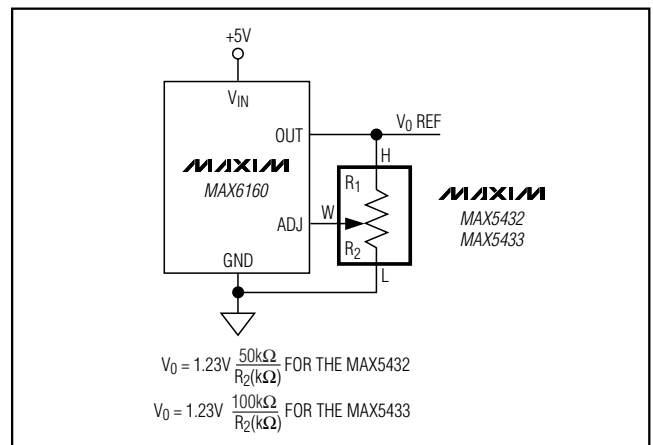 +5V
VIN
OUT
V0 REF
H
MAXIM
MAX6160
R1
MAXIM
MAX5432
MAX5433
ADJ
W
R2
GND
L
V0 = 1.23V 50kΩ / R2(kΩ) FOR THE MAX5432
V0 = 1.23V 100kΩ / R2(kΩ) FOR THE MAX5433